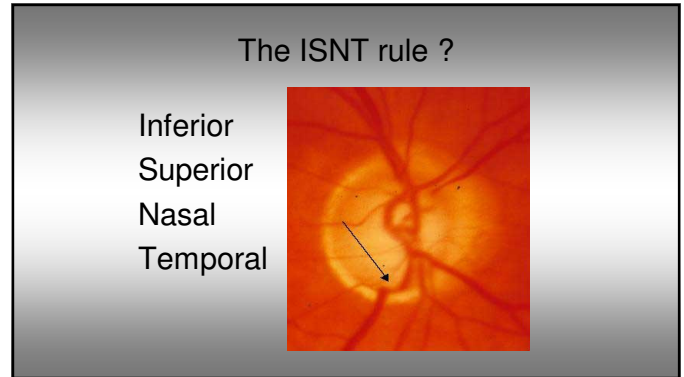 The ISNT rule ?
Inferior
Superior
Nasal
Temporal